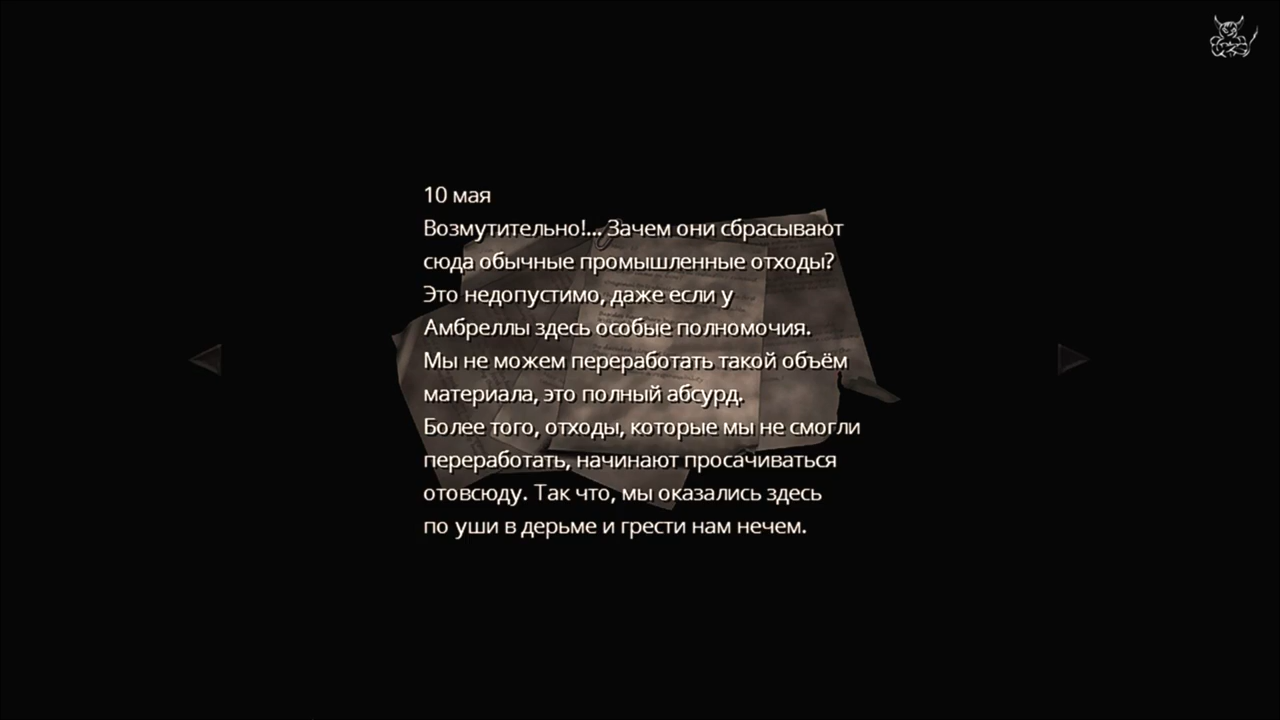 10 мая
Возмутительно!... Зачем они сбрасывают
сюда обычные промышленные отходы?
Это недопустимо, даже если у
Амбреллы здесь особые полномочия.
Мы не можем переработать такой объём
материала, это полный абсурд.
Более того, отходы, которые мы не смогли
переработать, начинают просачиваться
отовсюду. Так что, мы оказались здесь
по уши в дерьме и грести нам нечем.